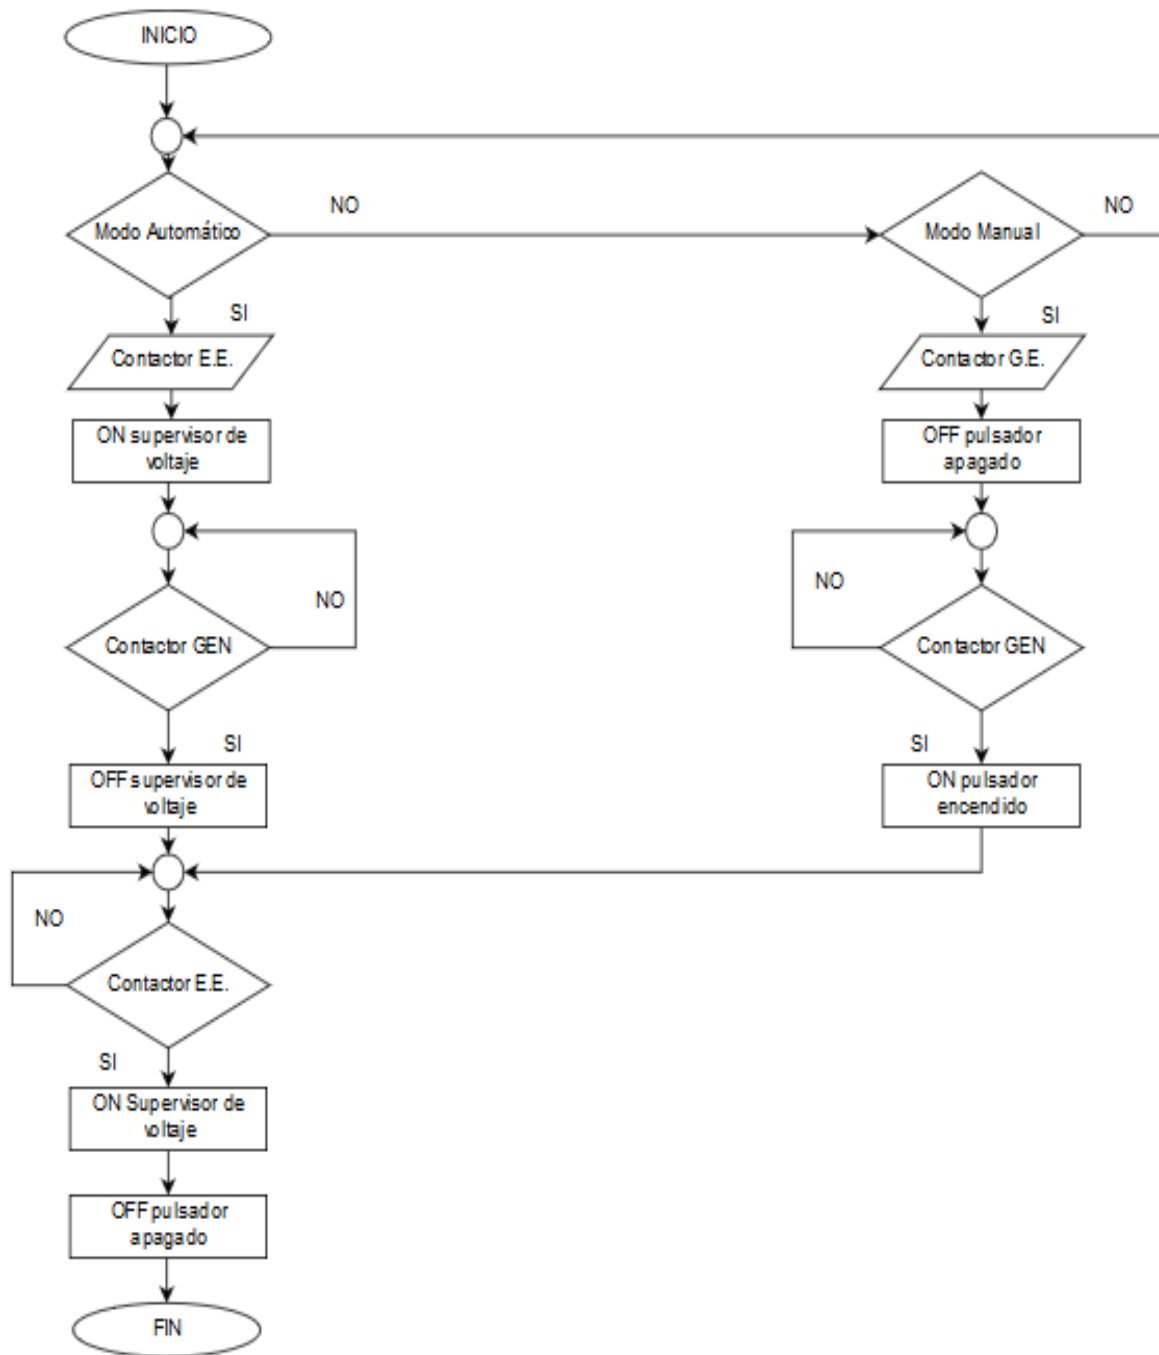 INICIO
Modo Automático
NO
Modo Manual
NO
SI
SI
Contactor E.E.
Contactor G.E.
ON supervisor de
voltaje
OFF pulsador
apagado
NO
NO
Contactor GEN
Contactor GEN
SI
SI
OFF supervisor de
voltaje
ON pulsador
encendido
NO
Contactor E.E.
SI
ON Supervisor de
voltaje
OFF pulsador
apagado
FIN